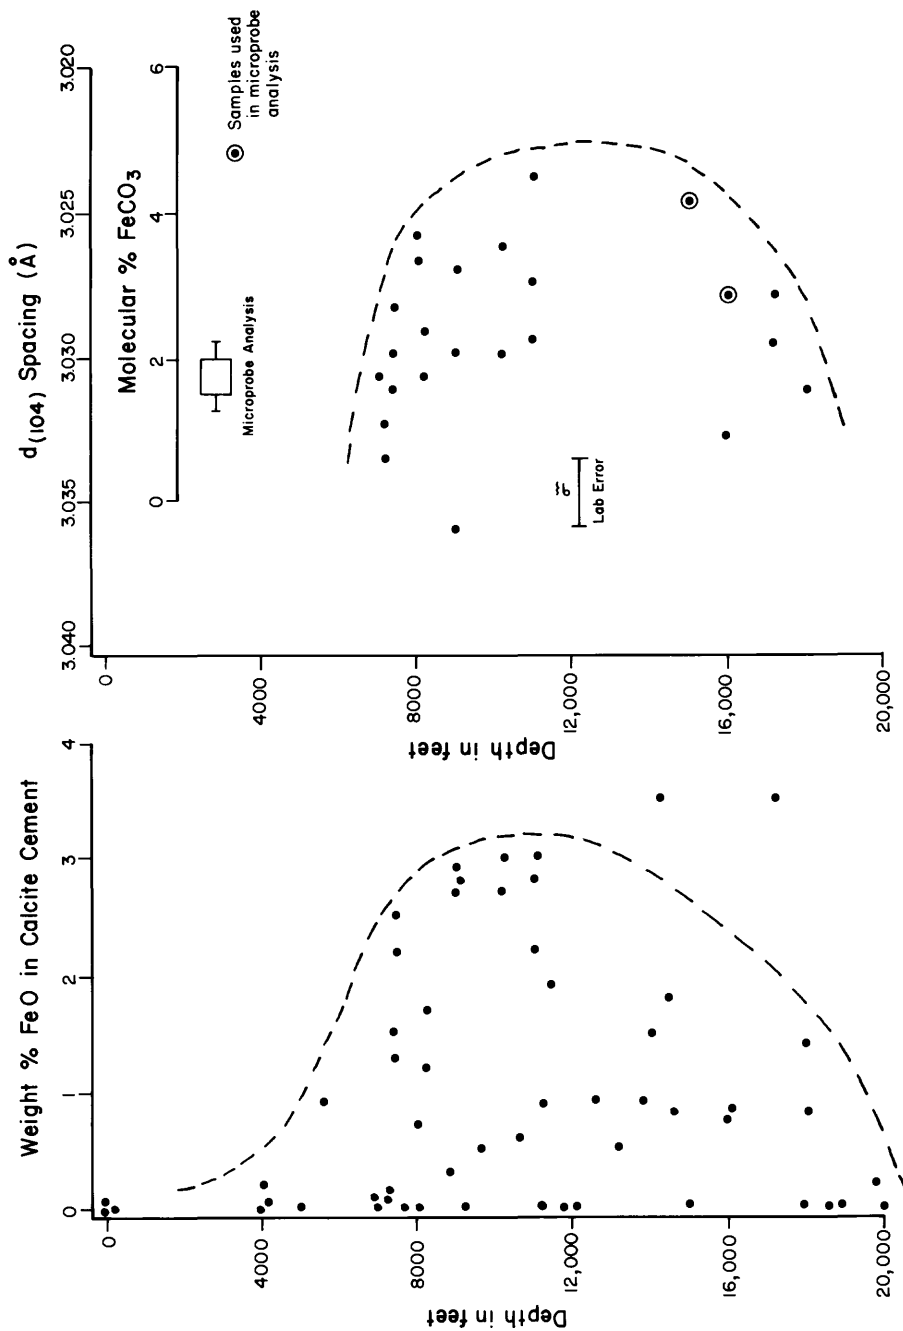 Weight % FeO in Calcite Cement
0
1
2
3
4
Depth in feet
0
4000
8000
12,000
16,000
20,000
d(104) Spacing (Å)
3.040
3.035
3.030
3.025
3.020
Molecular % FeCO3
0
2
4
6
Microprobe Analysis
Samples used
in microprobe
analysis
Lab Error
Depth in feet
0
4000
8000
12,000
16,000
20,000